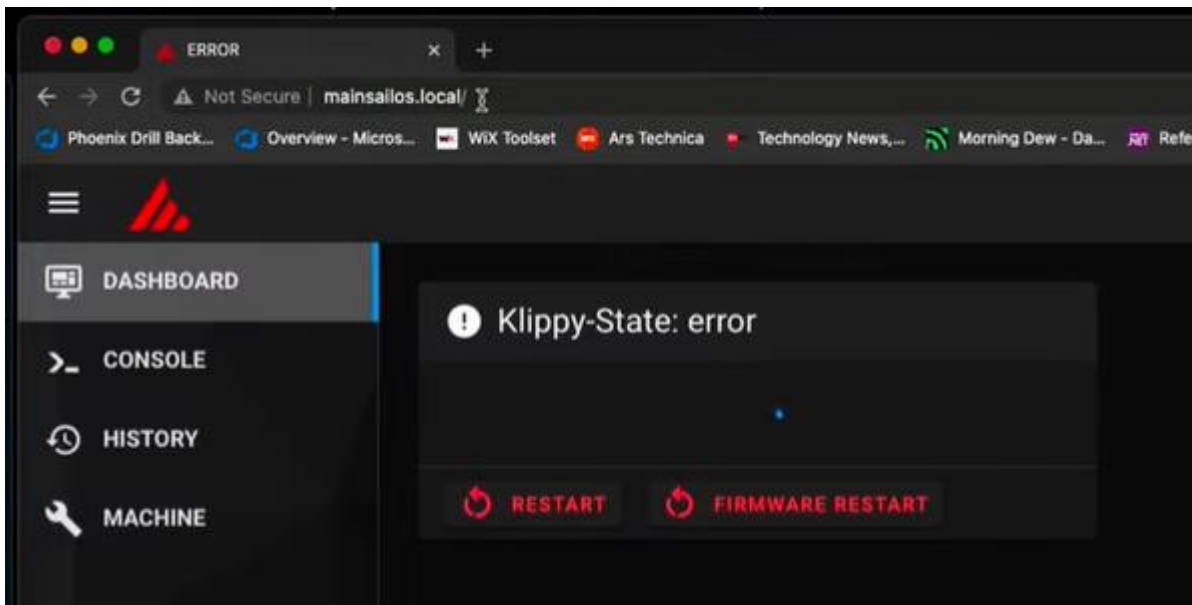 ERROR
Not Secure | mainsailos.local/
Phoenix Drill Back... Overview - Micros... WiX Toolset Ars Technica Technology News,... Morning Dew - Da... Refe
DASHBOARD
Klippy-State: error
CONSOLE
HISTORY
RESTART FIRMWARE RESTART
MACHINE